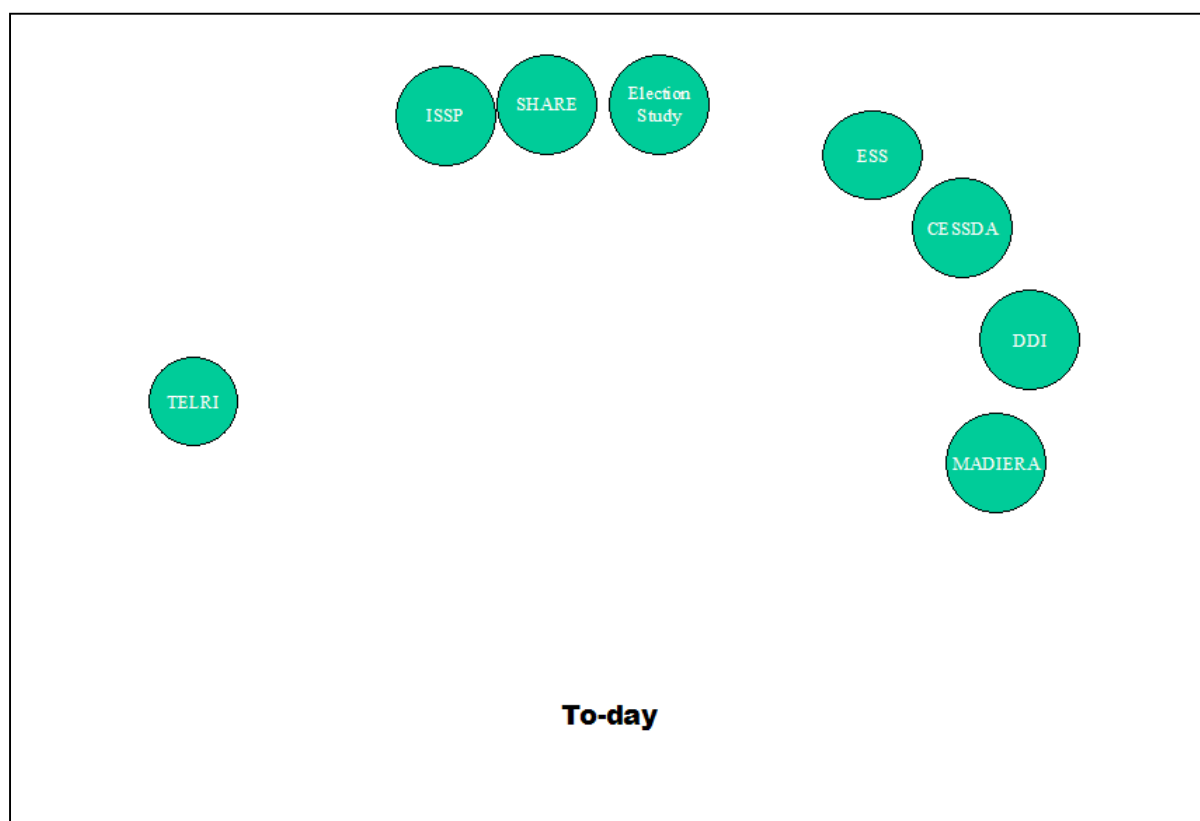 ISSP
SHARE
Election
Study
ESS
CESSDA
DDI
TELRI
MADIERA
To-day